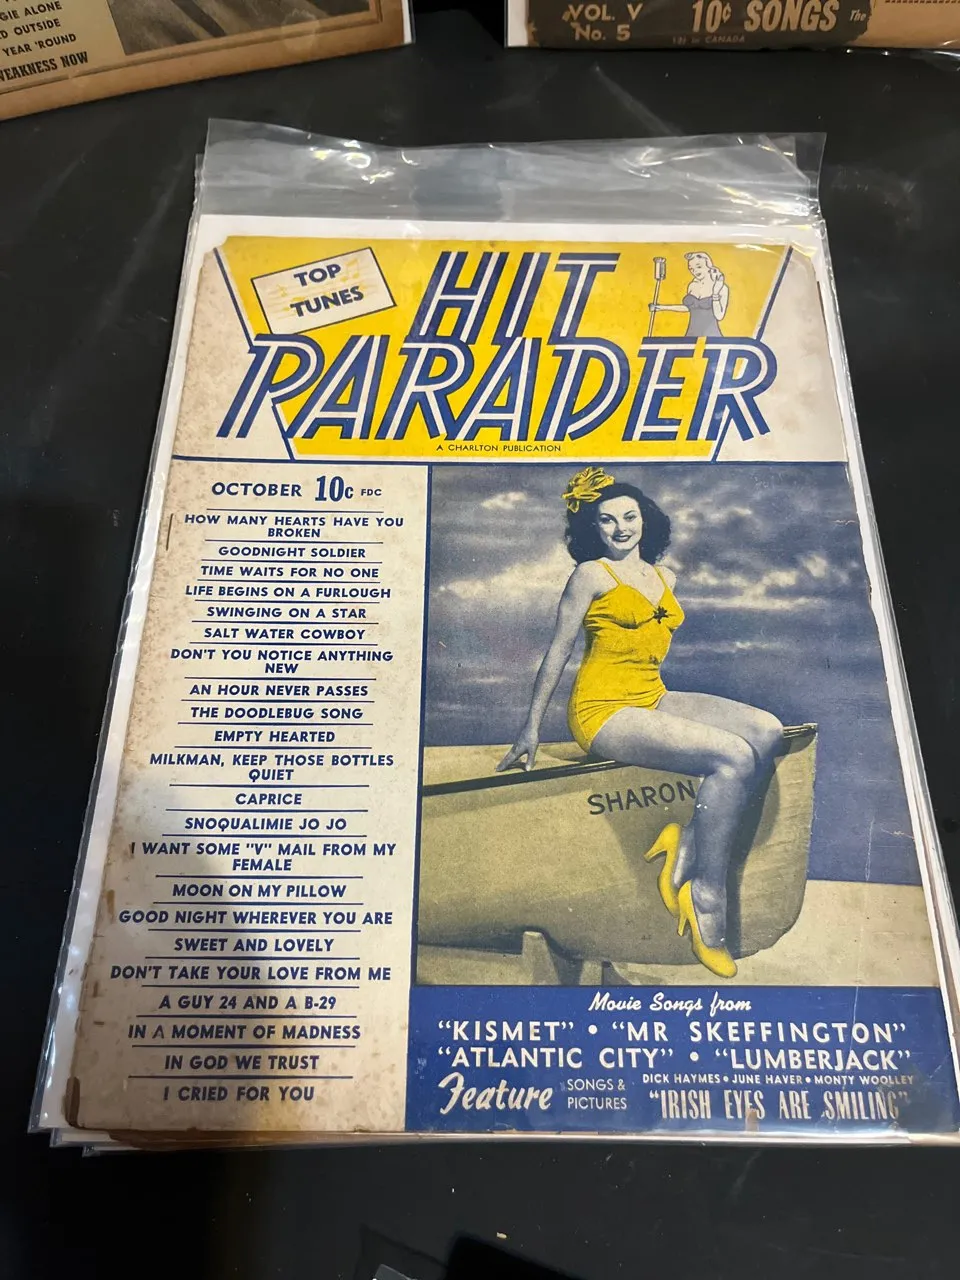 GIE ALONE
D OUTSIDE
YEAR 'ROUND
WEAKNESS NOW
VOL. V
No. 5
10¢ SONGS The
12¢ IN CANADA
TOP
TUNES
HIT
PARADER
A CHARLTON PUBLICATION
OCTOBER 10c FDC
HOW MANY HEARTS HAVE YOU
BROKEN
GOODNIGHT SOLDIER
TIME WAITS FOR NO ONE
LIFE BEGINS ON A FURLOUGH
SWINGING ON A STAR
SALT WATER COWBOY
DON'T YOU NOTICE ANYTHING
NEW
AN HOUR NEVER PASSES
THE DOODLEBUG SONG
EMPTY HEARTED
MILKMAN, KEEP THOSE BOTTLES
QUIET
CAPRICE
SNOQUALIMIE JO JO
I WANT SOME "V" MAIL FROM MY
FEMALE
MOON ON MY PILLOW
GOOD NIGHT WHEREVER YOU ARE
SWEET AND LOVELY
DON'T TAKE YOUR LOVE FROM ME
A GUY 24 AND A B-29
IN A MOMENT OF MADNESS
IN GOD WE TRUST
I CRIED FOR YOU
SHARON
Movie Songs from
"KISMET" • "MR SKEFFINGTON"
"ATLANTIC CITY" • "LUMBERJACK"
Feature SONGS & PICTURES
DICK HAYMES • JUNE HAVER • MONTY WOOLLEY
"IRISH EYES ARE SMILING"